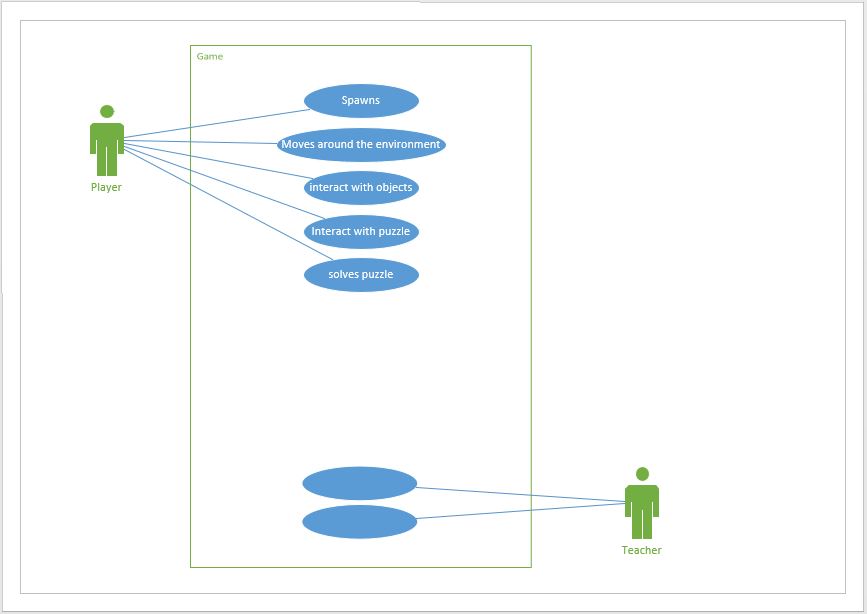 Game
Spawns
Moves around the environment
interact with objects
Interact with puzzle
solves puzzle
Player
Teacher